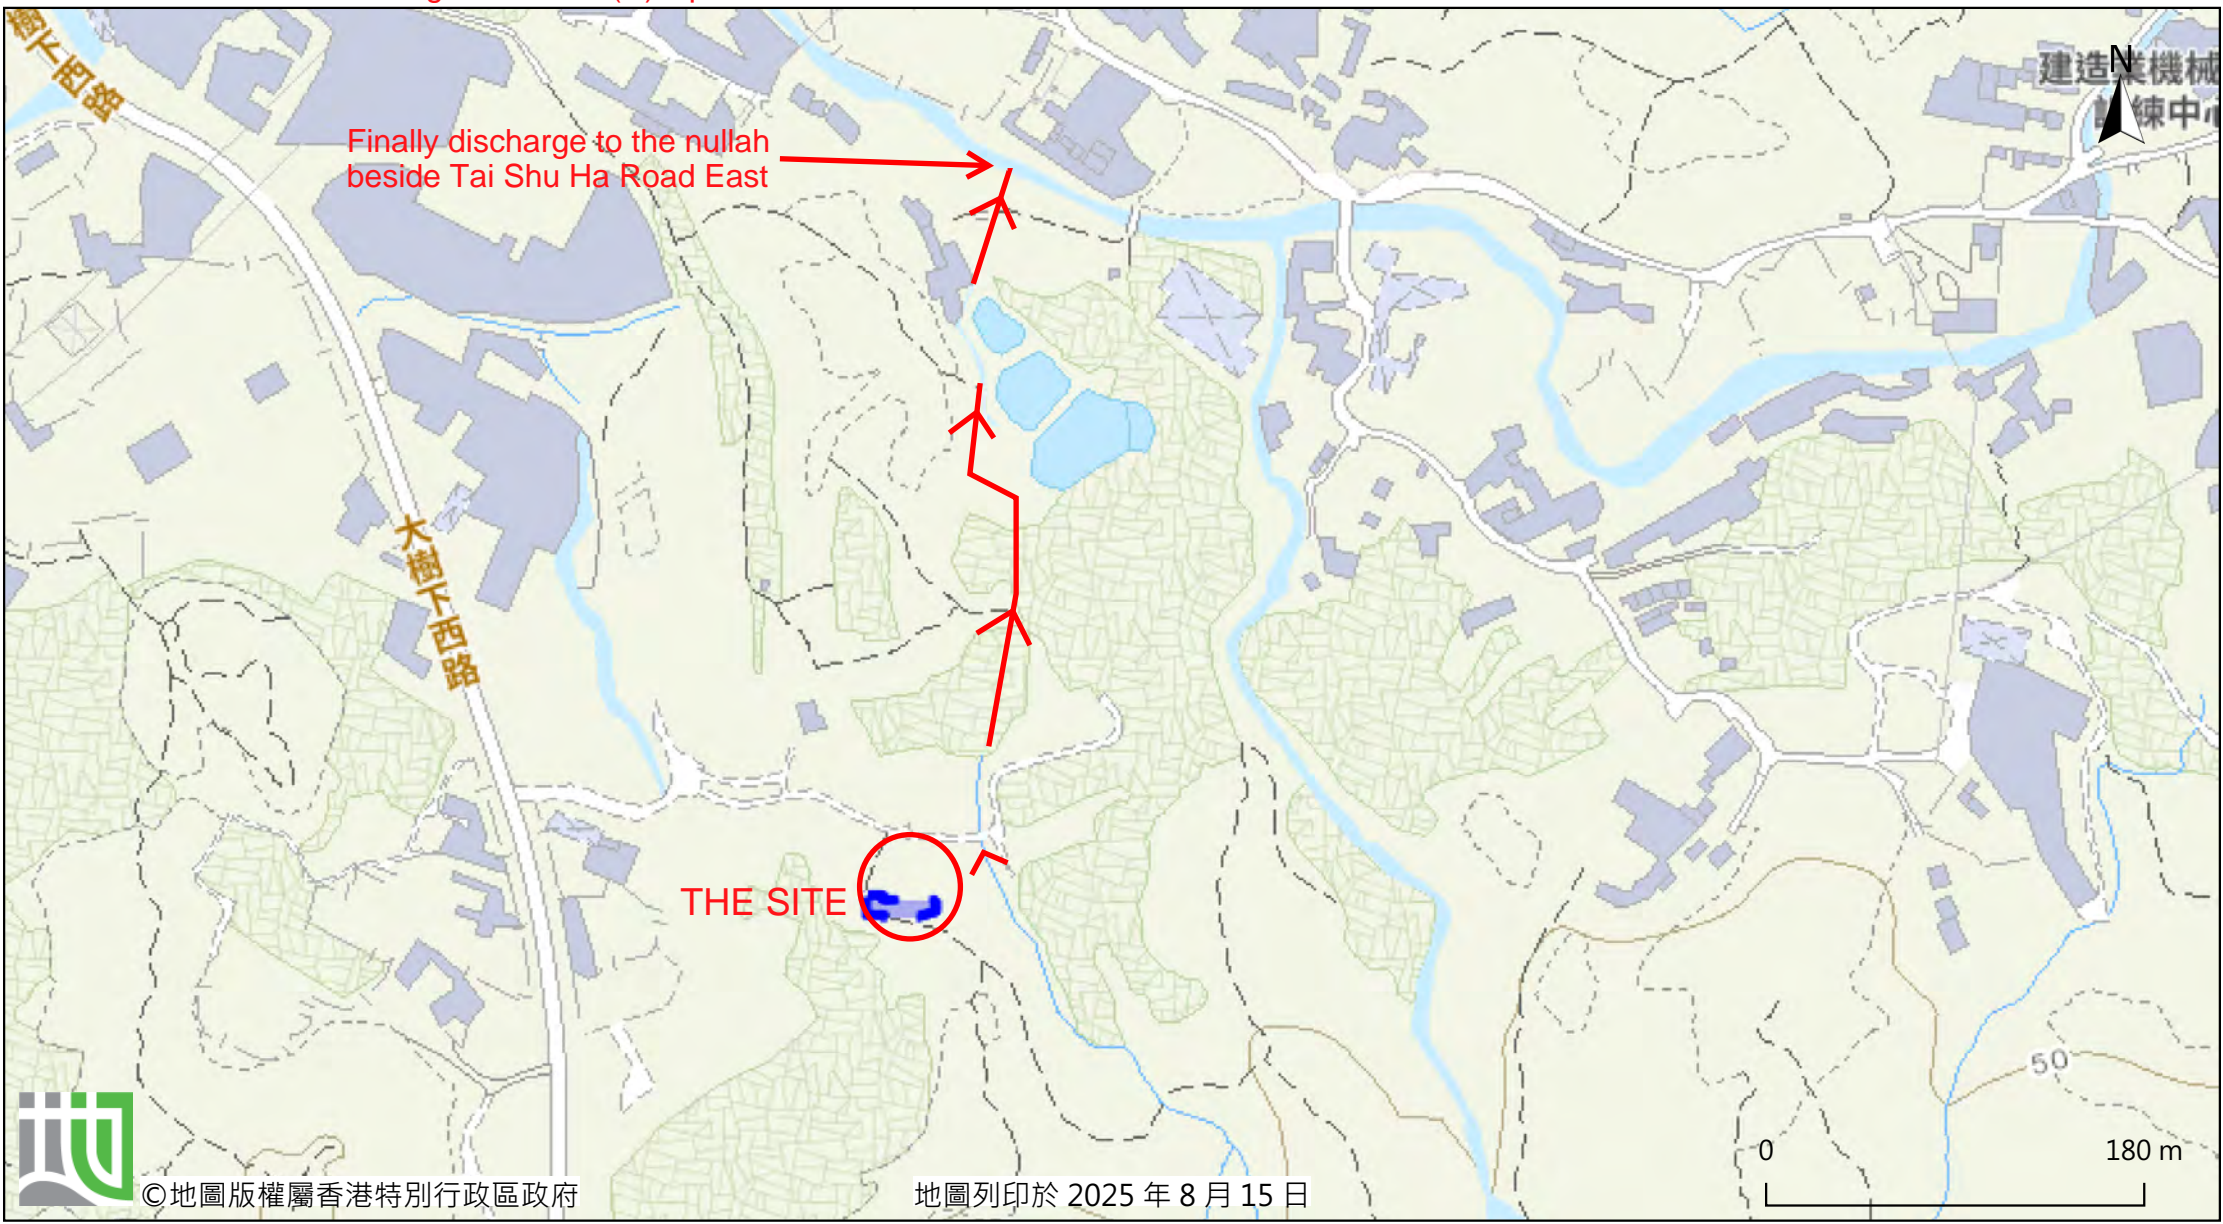 樹下西路
N
建造業機械
訓練中心
Finally discharge to the nullah
beside Tai Shu Ha Road East
大樹下西路
THE SITE
50
0
180 m
©地圖版權屬香港特別行政區政府
地圖列印於 2025 年 8 月 15 日